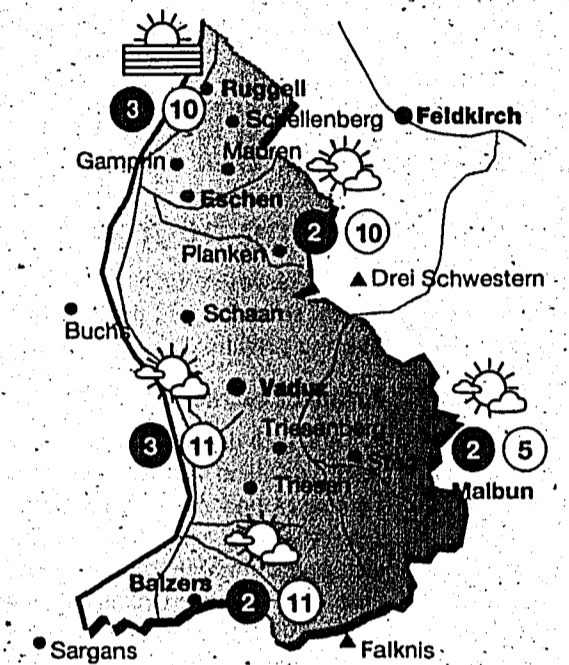 Ruggell
3 10
Schellenberg
Feldkirch
Mauren
Gamprin
Eschen
2 10
Planken
Drei Schwestern
Schaan
Buchs
Vaduz
3 11
Triesenberg
2 5
Triesen
Malbun
Balzers
2 11
Sargans
Falknis